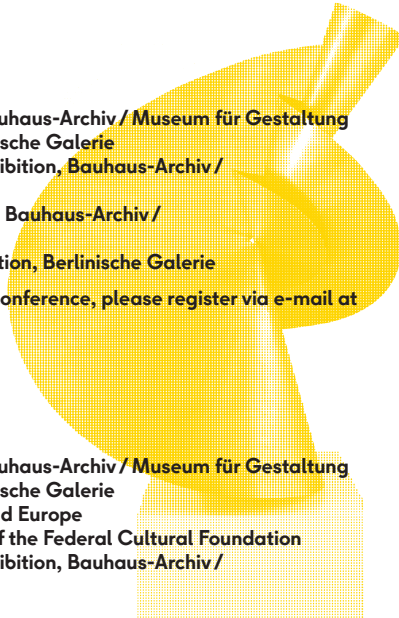 uhaus-Archiv / Museum für Gestaltung
sche Galerie
ibition, Bauhaus-Archiv /
Bauhaus-Archiv /
tion, Berlinische Galerie
onference, please register via e-mail at
uhaus-Archiv / Museum für Gestaltung
sche Galerie
d Europe
f the Federal Cultural Foundation
ibition, Bauhaus-Archiv /